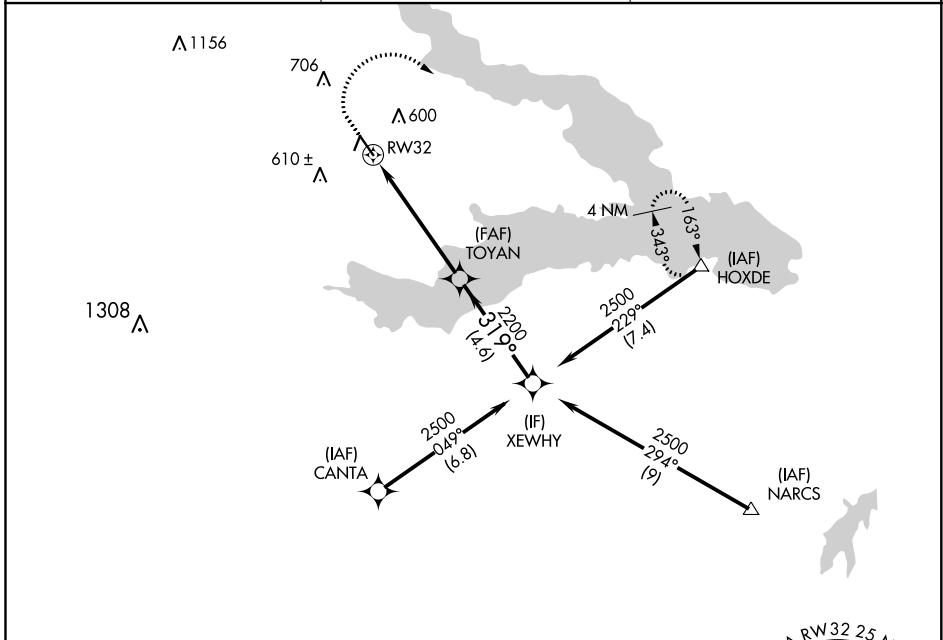 1156
706
600
RW32
610 ±
4 NM
163°
343°
(FAF)
TOYAN
(IAF)
HOXDE
1308
2500
229°
(7.4)
2200
319°
(4.6)
(IF)
XEWHY
2500
049°
(6.8)
(IAF)
CANTA
2500
294°
(9)
(IAF)
NARCS
RW32 25 N